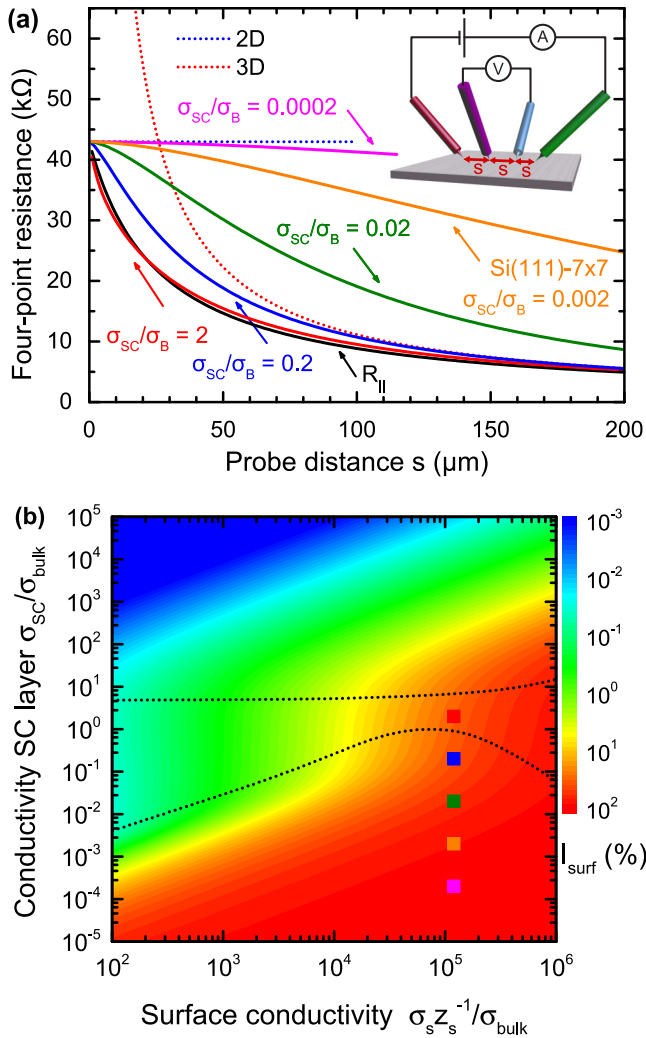 (a)
60
50
40
30
20
10
0
Four-point resistance (kΩ)
2D
3D
σSC/σB = 0.0002
A
V
s s s
σSC/σB = 0.02
Si(111)-7x7
σSC/σB = 0.002
σSC/σB = 2
σSC/σB = 0.2
R||
0 50 100 150 200
Probe distance s (µm)
(b)
10^5
10^4
10^3
10^2
10^1
10^0
10^-1
10^-2
10^-3
10^-4
10^-5
Conductivity SC layer σSC/σbulk
10^2 10^3 10^4 10^5 10^6
Surface conductivity σs zs^-1/σbulk
10^-3
10^-2
10^-1
10^0
10^1
10^2
Isurf (%)